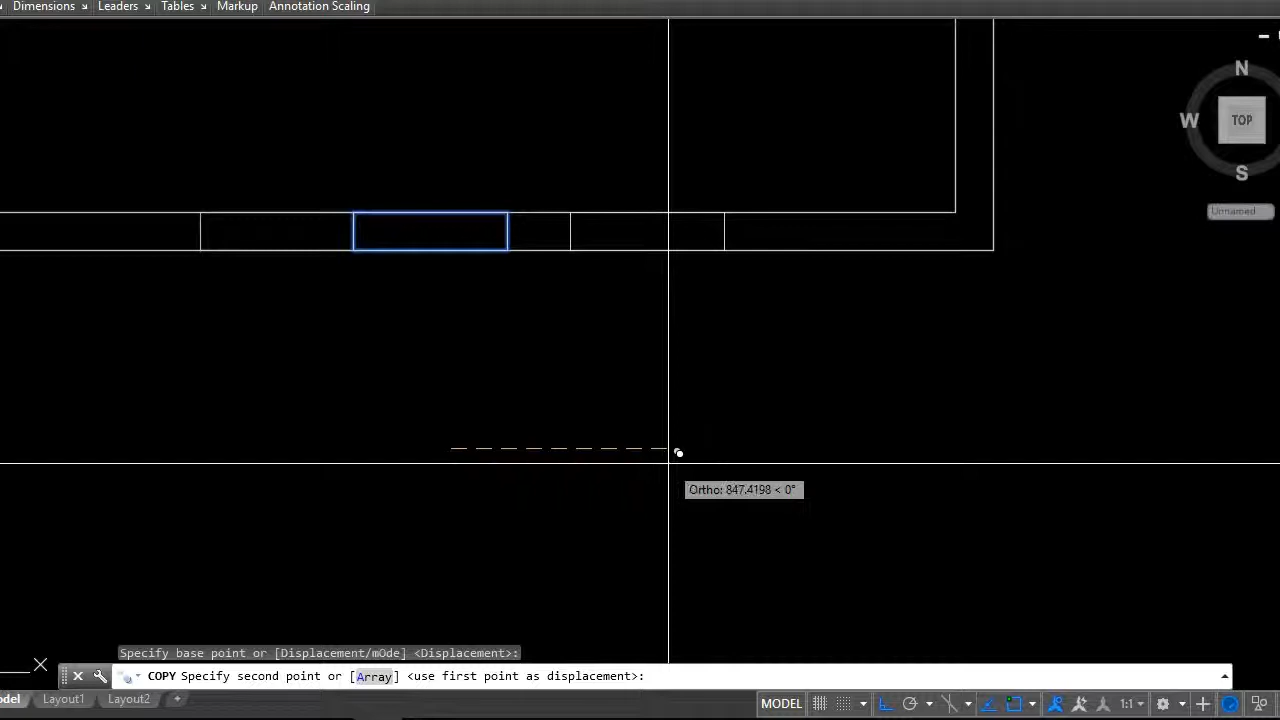 Dimensions Leaders Tables Markup Annotation Scaling
N
W TOP
S
Unnamed
Ortho: 847.4198 < 0°
Specify base point or [Displacement/mOde] <Displacement>:
COPY Specify second point or [Array] <use first point as displacement>:
Layout1 Layout2 + MODEL 1:1